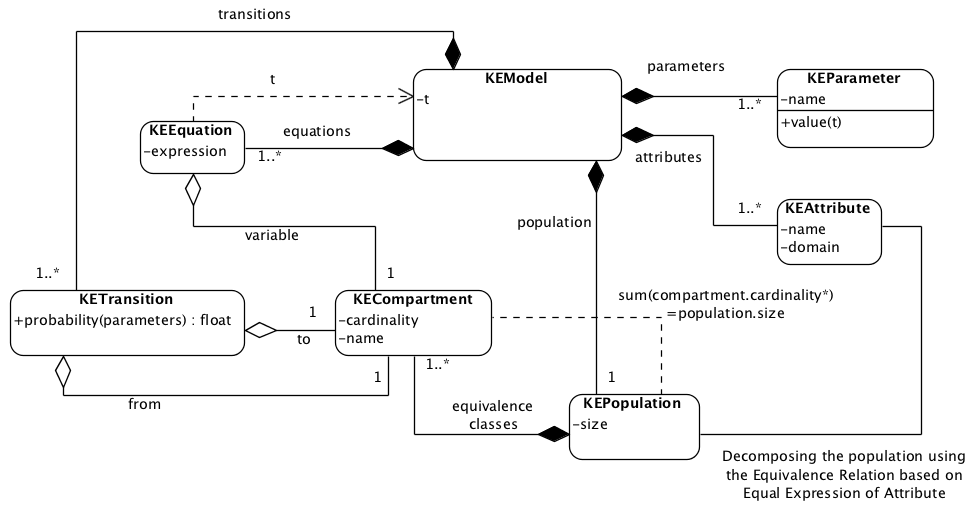 transitions
KEModel
-t
parameters
1..*
KEParameter
-name
+value(t)
t
KEEquation
-expression
equations
1..*
attributes
1..*
KEAttribute
-name
-domain
population
variable
1
1..*
KETransition
+probability(parameters) : float
1
to
KECompartment
-cardinality
-name
sum(compartment.cardinality*)
=population.size
1..*
1
from
1
equivalence
classes
KEPopulation
-size
Decomposing the population using
the Equivalence Relation based on
Equal Expression of Attribute